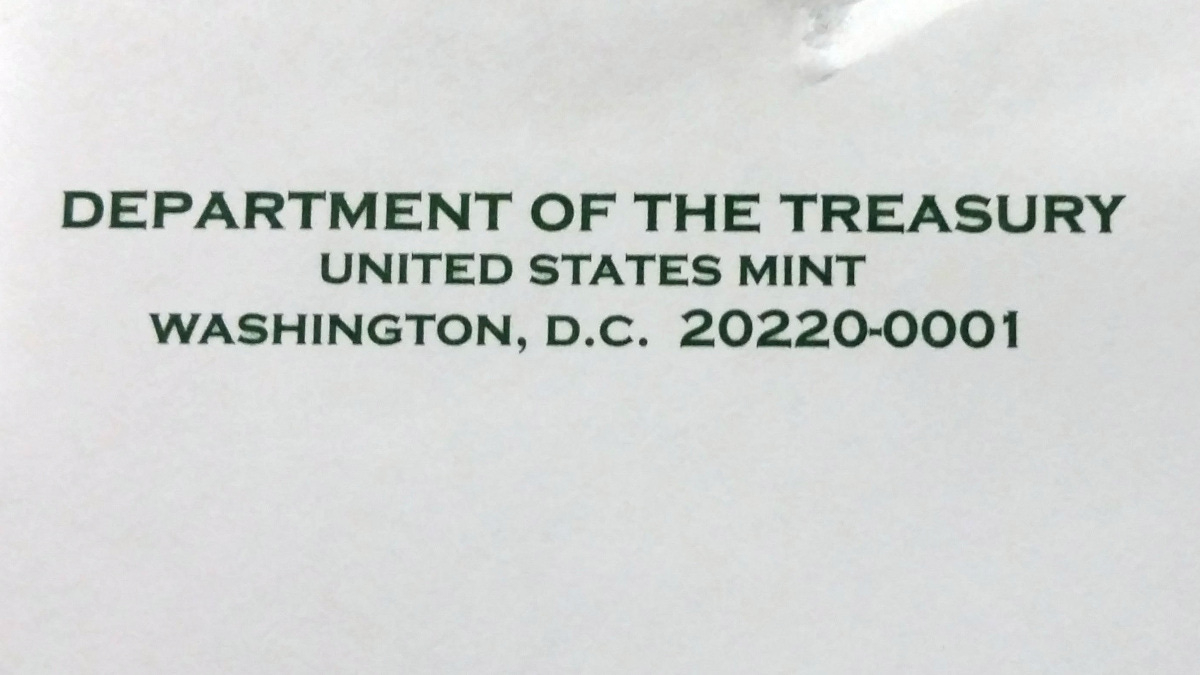 DEPARTMENT OF THE TREASURY
UNITED STATES MINT
WASHINGTON, D.C. 20220-0001